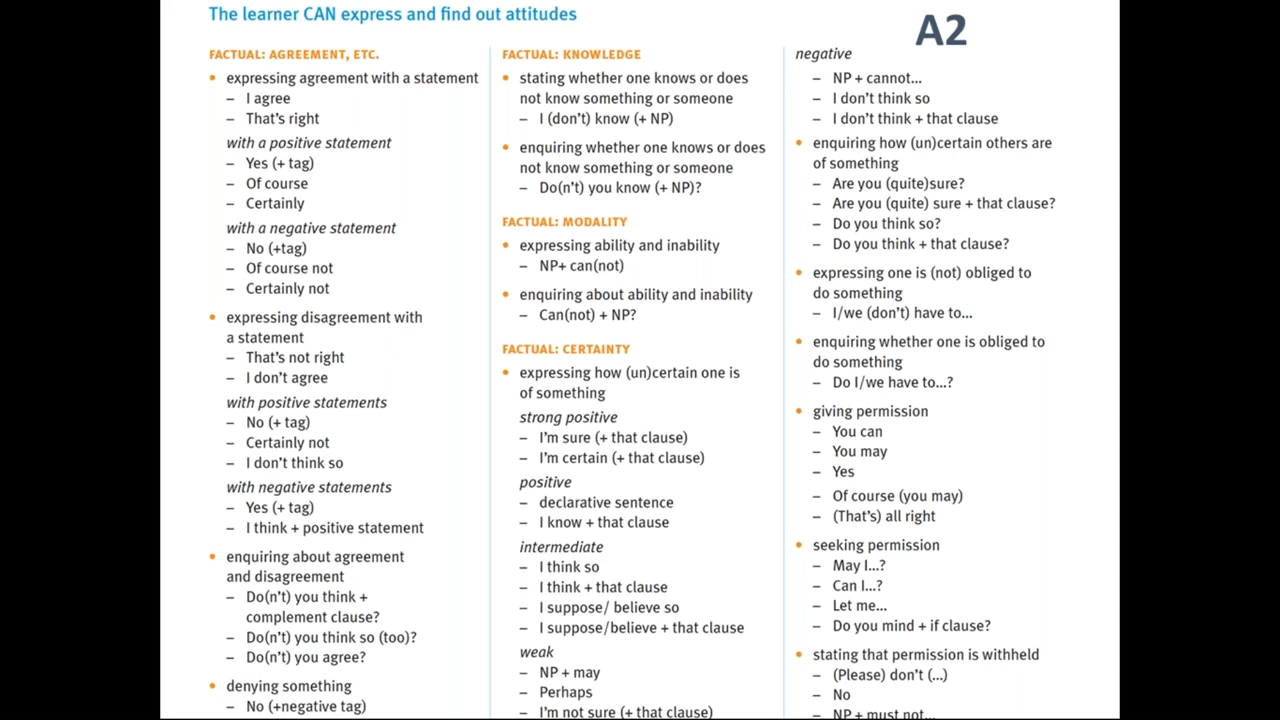 The learner CAN express and find out attitudes
A2
FACTUAL: AGREEMENT, ETC.
• expressing agreement with a statement
– I agree
– That's right
with a positive statement
– Yes (+ tag)
– Of course
– Certainly
with a negative statement
– No (+tag)
– Of course not
– Certainly not
• expressing disagreement with
a statement
– That's not right
– I don't agree
with positive statements
– No (+ tag)
– Certainly not
– I don't think so
with negative statements
– Yes (+ tag)
– I think + positive statement
• enquiring about agreement
and disagreement
– Do(n't) you think +
complement clause?
– Do(n't) you think so (too)?
– Do(n't) you agree?
• denying something
– No (+negative tag)
FACTUAL: KNOWLEDGE
• stating whether one knows or does
not know something or someone
– I (don't) know (+ NP)
• enquiring whether one knows or does
not know something or someone
– Do(n't) you know (+ NP)?
FACTUAL: MODALITY
• expressing ability and inability
– NP+ can(not)
• enquiring about ability and inability
– Can(not) + NP?
FACTUAL: CERTAINTY
• expressing how (un)certain one is
of something
strong positive
– I'm sure (+ that clause)
– I'm certain (+ that clause)
positive
– declarative sentence
– I know + that clause
intermediate
– I think so
– I think + that clause
– I suppose/ believe so
– I suppose/believe + that clause
weak
– NP + may
– Perhaps
– I'm not sure (+ that clause)
negative
– NP + cannot...
– I don't think so
– I don't think + that clause
• enquiring how (un)certain others are
of something
– Are you (quite)sure?
– Are you (quite) sure + that clause?
– Do you think so?
– Do you think + that clause?
• expressing one is (not) obliged to
do something
– I/we (don't) have to...
• enquiring whether one is obliged to
do something
– Do I/we have to...?
• giving permission
– You can
– You may
– Yes
– Of course (you may)
– (That's) all right
• seeking permission
– May I...?
– Can I...?
– Let me...
– Do you mind + if clause?
• stating that permission is withheld
– (Please) don't (...)
– No
– NP + must not...